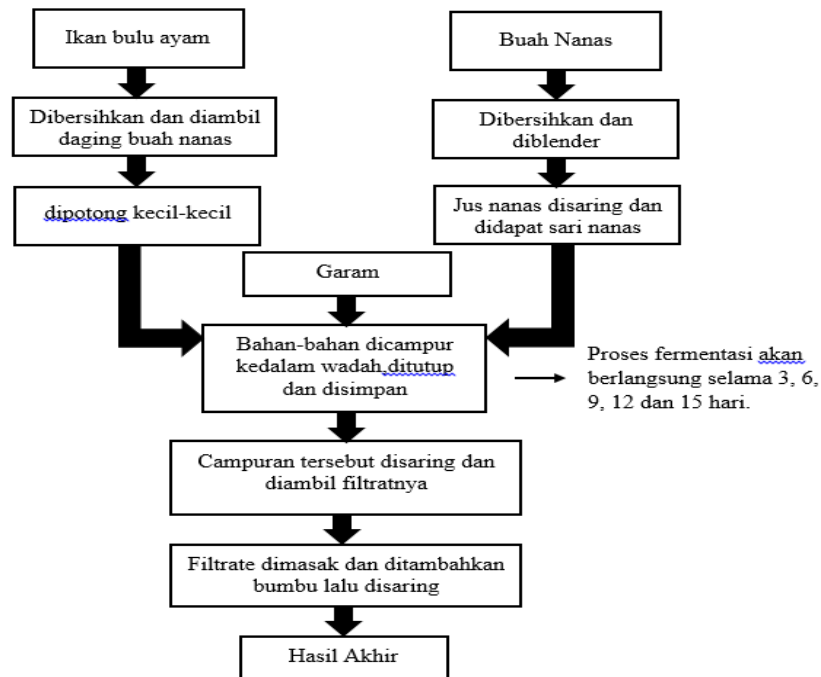 Ikan bulu ayam
Buah Nanas
Dibersihkan dan diambil
daging buah nanas
Dibersihkan dan
diblender
dipotong kecil-kecil
Jus nanas disaring dan
didapat sari nanas
Garam
Bahan-bahan dicampur
kedalam wadah,ditutup
dan disimpan
Proses fermentasi akan
berlangsung selama 3, 6,
9, 12 dan 15 hari.
Campuran tersebut disaring dan
diambil filtratnya
Filtrate dimasak dan ditambahkan
bumbu lalu disaring
Hasil Akhir